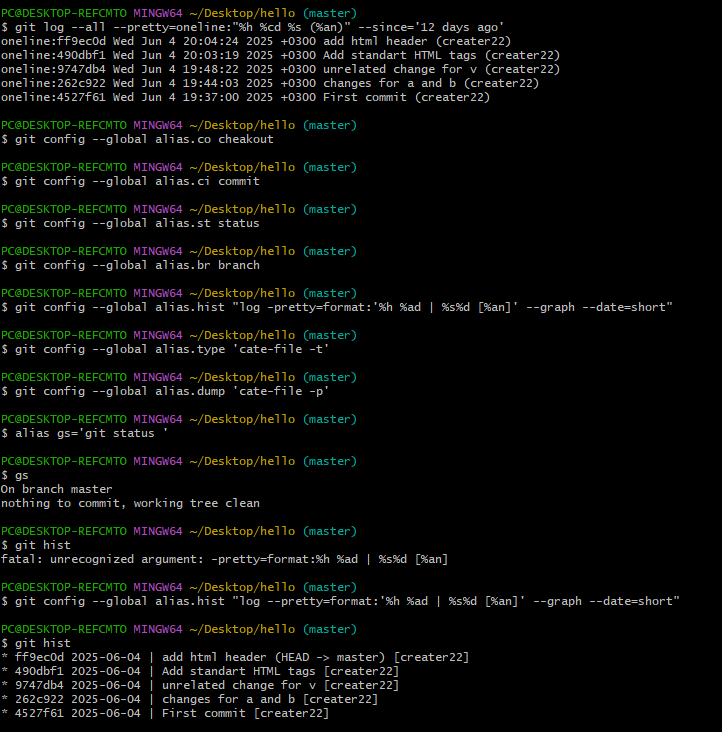 PC@DESKTOP-REFCMTO MINGW64 ~/Desktop/hello (master)
$ git log --all --pretty=oneline:"%h %cd %s (%an)" --since='12 days ago'
oneline:ff9ec0d Wed Jun 4 20:04:24 2025 +0300 add html header (creater22)
oneline:490dbf1 Wed Jun 4 20:03:19 2025 +0300 Add standart HTML tags (creater22)
oneline:9747db4 Wed Jun 4 19:48:22 2025 +0300 unrelated change for v (creater22)
oneline:262c922 Wed Jun 4 19:44:03 2025 +0300 changes for a and b (creater22)
oneline:4527f61 Wed Jun 4 19:37:00 2025 +0300 First commit (creater22)
PC@DESKTOP-REFCMTO MINGW64 ~/Desktop/hello (master)
$ git config --global alias.co cheakout
PC@DESKTOP-REFCMTO MINGW64 ~/Desktop/hello (master)
$ git config --global alias.ci commit
PC@DESKTOP-REFCMTO MINGW64 ~/Desktop/hello (master)
$ git config --global alias.st status
PC@DESKTOP-REFCMTO MINGW64 ~/Desktop/hello (master)
$ git config --global alias.br branch
PC@DESKTOP-REFCMTO MINGW64 ~/Desktop/hello (master)
$ git config --global alias.hist "log -pretty=format:'%h %ad | %s%d [%an]' --graph --date=short"
PC@DESKTOP-REFCMTO MINGW64 ~/Desktop/hello (master)
$ git config --global alias.type 'cate-file -t'
PC@DESKTOP-REFCMTO MINGW64 ~/Desktop/hello (master)
$ git config --global alias.dump 'cate-file -p'
PC@DESKTOP-REFCMTO MINGW64 ~/Desktop/hello (master)
$ alias gs='git status '
PC@DESKTOP-REFCMTO MINGW64 ~/Desktop/hello (master)
$ gs
On branch master
nothing to commit, working tree clean
PC@DESKTOP-REFCMTO MINGW64 ~/Desktop/hello (master)
$ git hist
fatal: unrecognized argument: -pretty=format:%h %ad | %s%d [%an]
PC@DESKTOP-REFCMTO MINGW64 ~/Desktop/hello (master)
$ git config --global alias.hist "log --pretty=format:'%h %ad | %s%d [%an]' --graph --date=short"
PC@DESKTOP-REFCMTO MINGW64 ~/Desktop/hello (master)
$ git hist
* ff9ec0d 2025-06-04 | add html header (HEAD -> master) [creater22]
* 490dbf1 2025-06-04 | Add standart HTML tags [creater22]
* 9747db4 2025-06-04 | unrelated change for v [creater22]
* 262c922 2025-06-04 | changes for a and b [creater22]
* 4527f61 2025-06-04 | First commit [creater22]